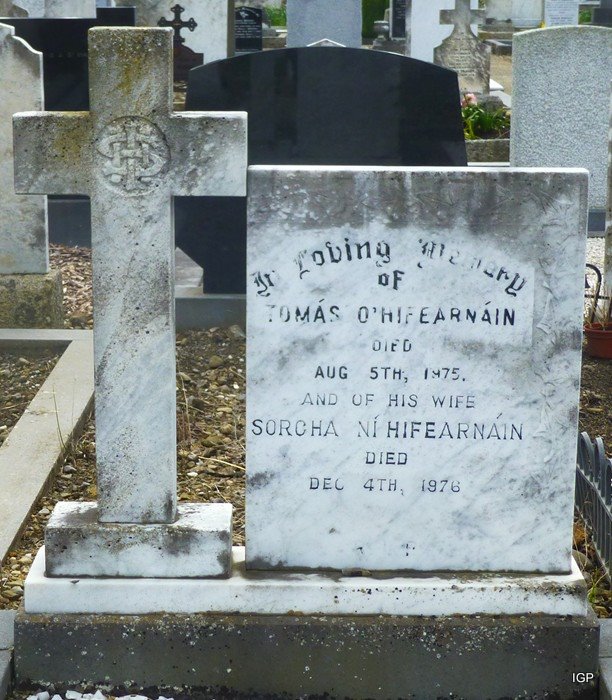 IHS
In Loving Memory
of
TOMÁS O'HIFEARNÁIN
DIED
AUG 5TH, 1975.
AND OF HIS WIFE
SORCHA NÍ HIFEARNÁIN
DIED
DEC 4TH, 1976
IGP